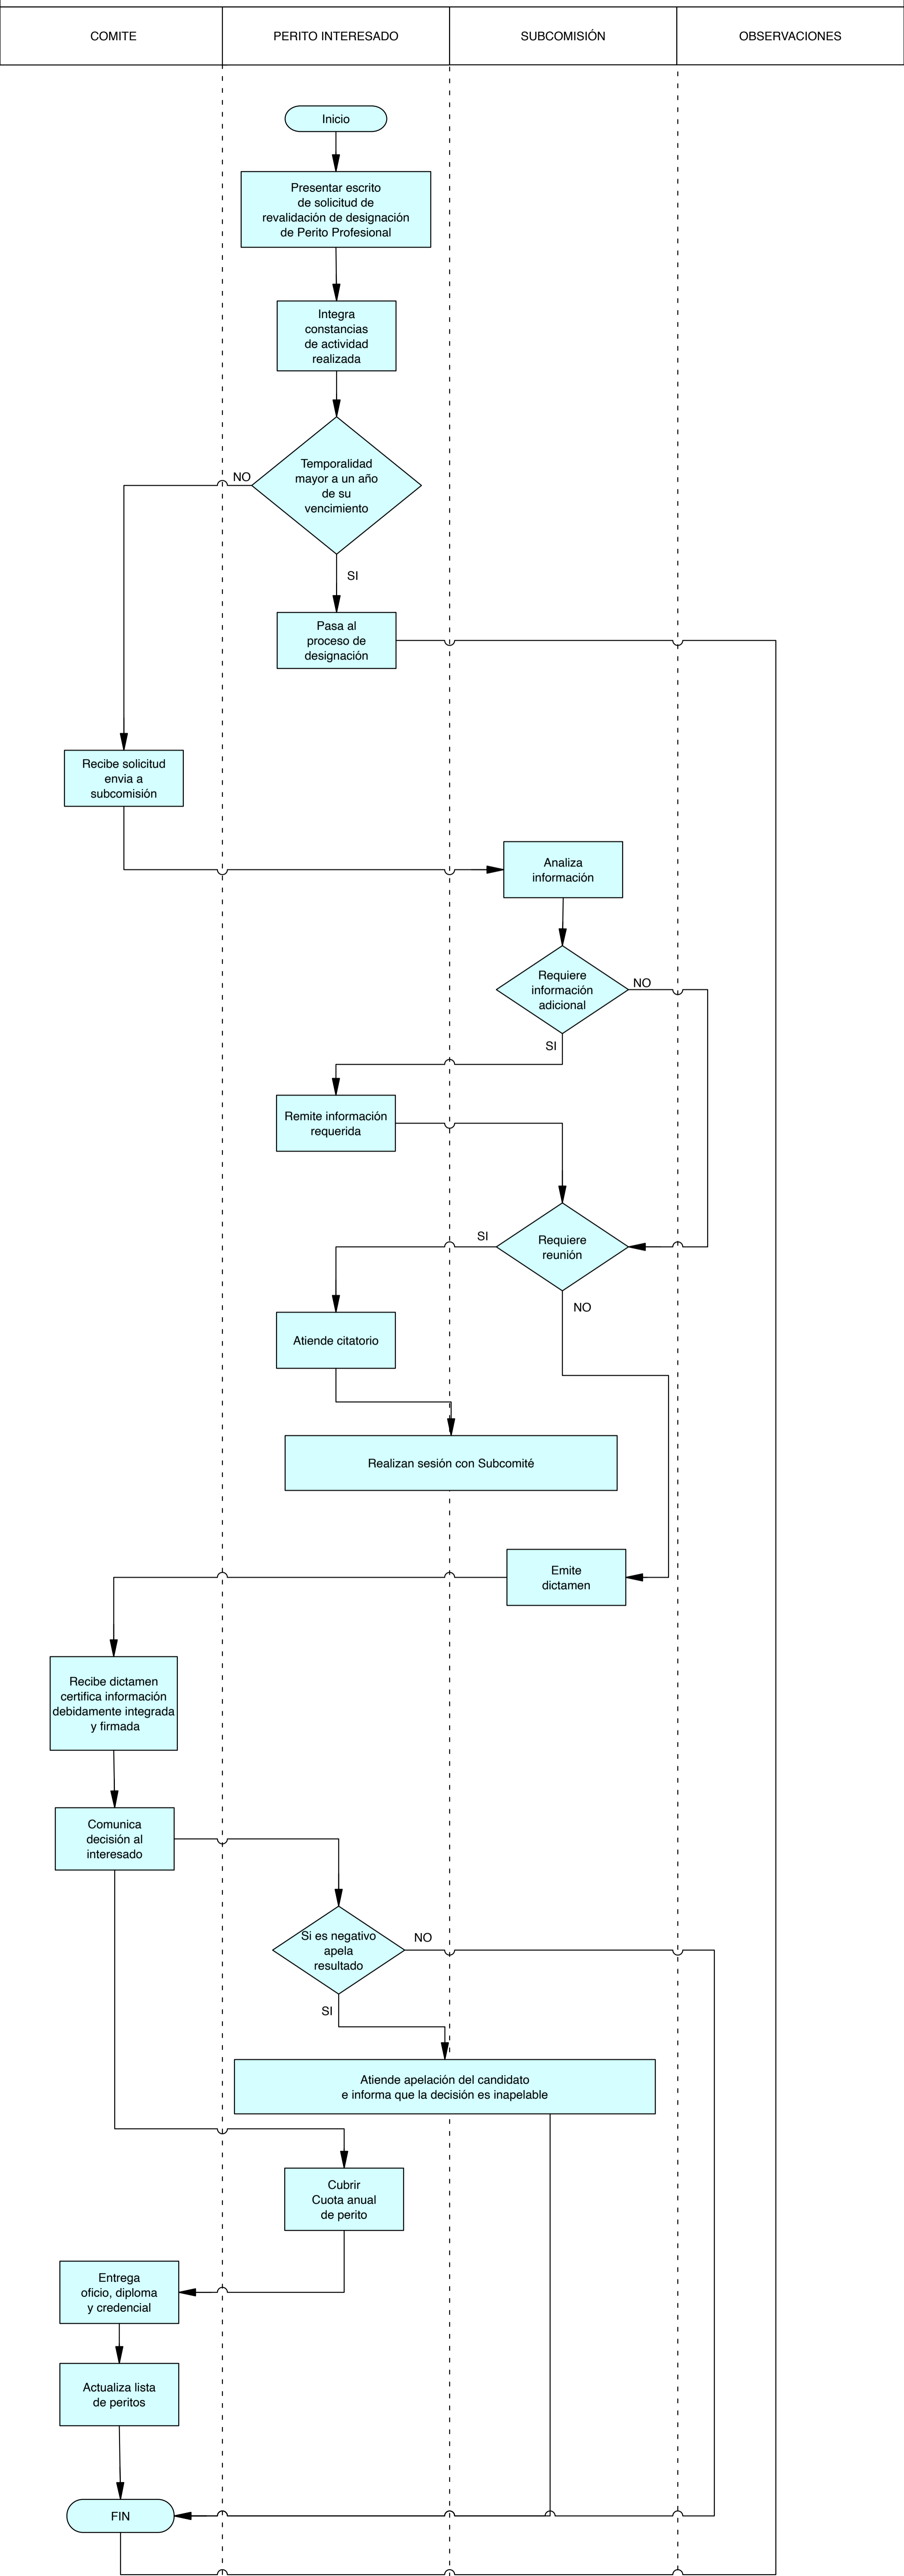 COMITE
PERITO INTERESADO
SUBCOMISIÓN
OBSERVACIONES
Inicio
Presentar escrito
de solicitud de
revalidación de designación
de Perito Profesional
Integra
constancias
de actividad
realizada
Temporalidad
mayor a un año
de su
vencimiento
NO
SI
Pasa al
proceso de
designación
Recibe solicitud
envia a
subcomisión
Analiza
información
Requiere
información
adicional
NO
SI
Remite información
requerida
Requiere
reunión
SI
NO
Atiende citatorio
Realizan sesión con Subcomité
Emite
dictamen
Recibe dictamen
certifica información
debidamente integrada
y firmada
Comunica
decisión al
interesado
Si es negativo
apela
resultado
NO
SI
Atiende apelación del candidato
e informa que la decisión es inapelable
Cubrir
Cuota anual
de perito
Entrega
oficio, diploma
y credencial
Actualiza lista
de peritos
FIN